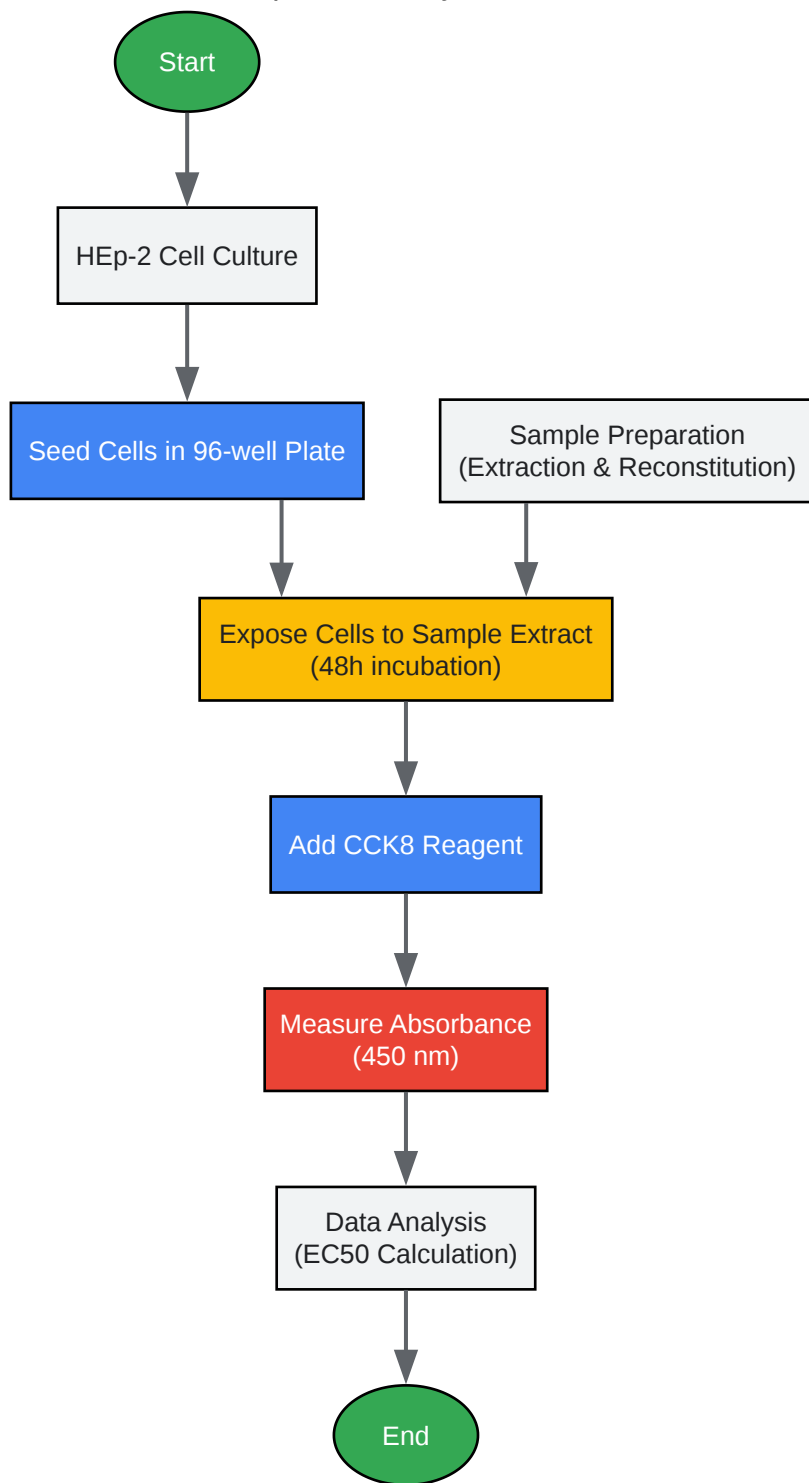 Start
HEp-2 Cell Culture
Seed Cells in 96-well Plate
Sample Preparation
(Extraction & Reconstitution)
Expose Cells to Sample Extract
(48h incubation)
Add CCK8 Reagent
Measure Absorbance
(450 nm)
Data Analysis
(EC50 Calculation)
End